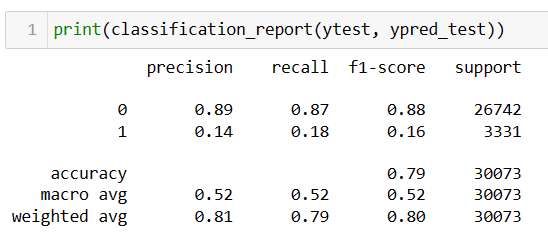 1 print(classification_report(ytest, ypred_test))
precision recall f1-score support
0 0.89 0.87 0.88 26742
1 0.14 0.18 0.16 3331
accuracy 0.79 30073
macro avg 0.52 0.52 0.52 30073
weighted avg 0.81 0.79 0.80 30073